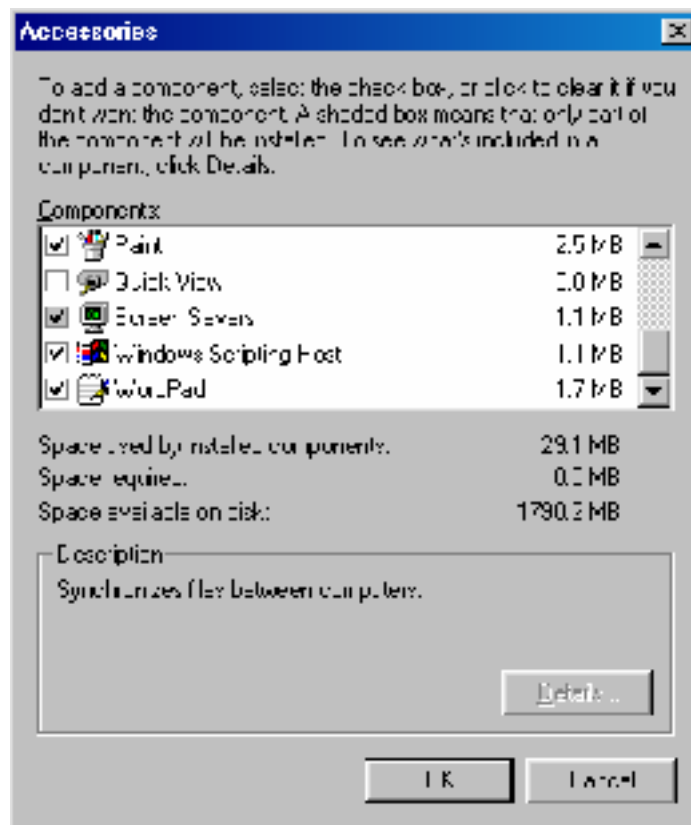 Accessories
To add a component, select the check box, or click to clear it if you
don't want the component. A shaded box means that only part of
the component will be installed. To see what's included in a
component, click Details.
Components:
Paint 2.5 MB
Quick View 0.0 MB
Screen Savers 1.1 MB
Windows Scripting Host 1.1 MB
WordPad 1.7 MB
Space used by installed components: 29.1 MB
Space required: 0.0 MB
Space available on disk: 1790.2 MB
Description
Synchronizes files between computers.
Details...
OK
Cancel